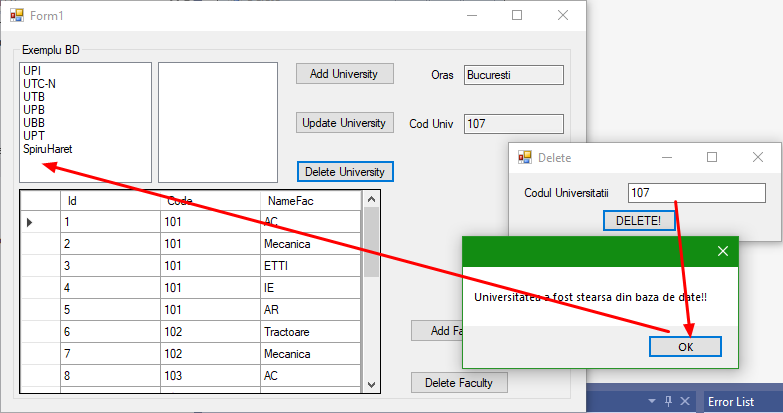 Form1
Exemplu BD
UPI
UTC-N
UTB
UPB
UBB
UPT
SpiruHaret
Add University
Oras
Bucuresti
Update University
Cod Univ
107
Delete University
Id Code NameFac
1 101 AC
2 101 Mecanica
3 101 ETTI
4 101 IE
5 101 AR
6 102 Tractoare
7 102 Mecanica
8 103 AC
Add Fa
Delete Faculty
Delete
Codul Universitatii
107
DELETE!
Universitatea a fost stearsa din baza de date!!
OK
Error List